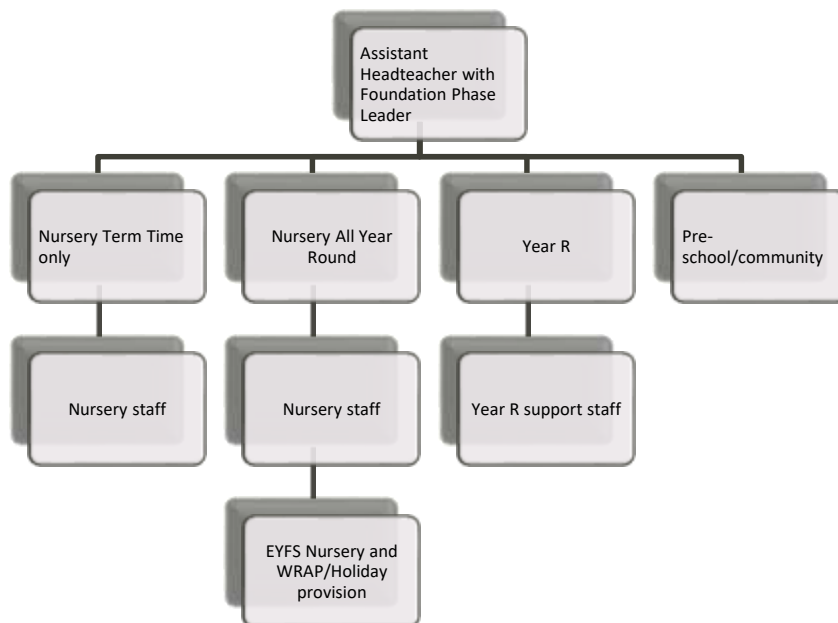 Assistant
Headteacher with
Foundation Phase
Leader
Nursery Term Time
only
Nursery All Year
Round
Year R
Pre-
school/community
Nursery staff
Nursery staff
Year R support staff
EYFS Nursery and
WRAP/Holiday
provision